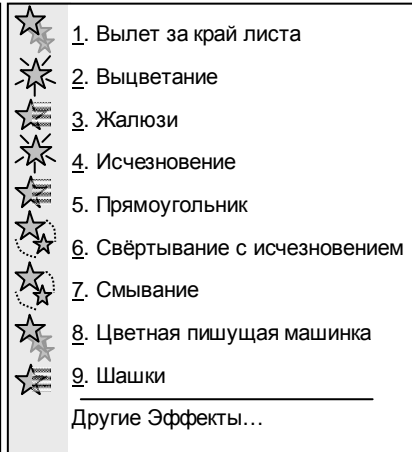 1. Вылет за край листа
2. Выцветание
3. Жалюзи
4. Исчезновение
5. Прямоугольник
6. Свёртывание с исчезновением
7. Смывание
8. Цветная пишущая машинка
9. Шашки
Другие Эффекты…